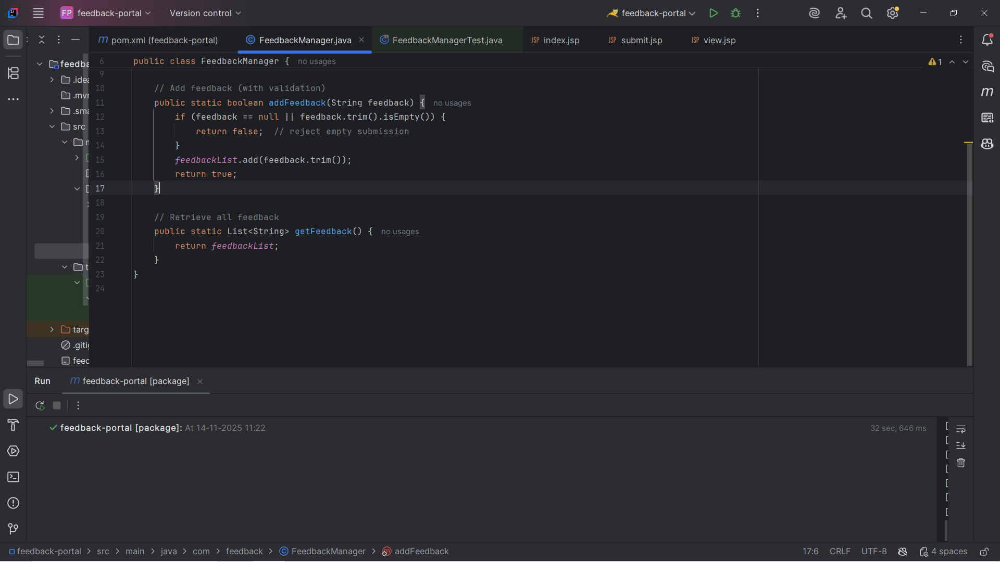 FP feedback-portal Version control feedback-portal
m pom.xml (feedback-portal) FeedbackManager.java FeedbackManagerTest.java JSP index.jsp JSP submit.jsp JSP view.jsp
6 public class FeedbackManager { no usages 1
9
10 // Add feedback (with validation)
11 public static boolean addFeedback(String feedback) { no usages
12 if (feedback == null || feedback.trim().isEmpty()) {
13 return false; // reject empty submission
14 }
15 feedbackList.add(feedback.trim());
16 return true;
17 }
18
19 // Retrieve all feedback
20 public static List<String> getFeedback() { no usages
21 return feedbackList;
22 }
23 }
24
feedba
.idea
.mvn
.sma
src
m
t
targ
.gitig
feed
Run m feedback-portal [package]
feedback-portal [package]: At 14-11-2025 11:22 32 sec, 646 ms
[
[
[
[
[
[
[
feedback-portal > src > main > java > com > feedback > FeedbackManager > addFeedback 17:6 CRLF UTF-8 4 spaces